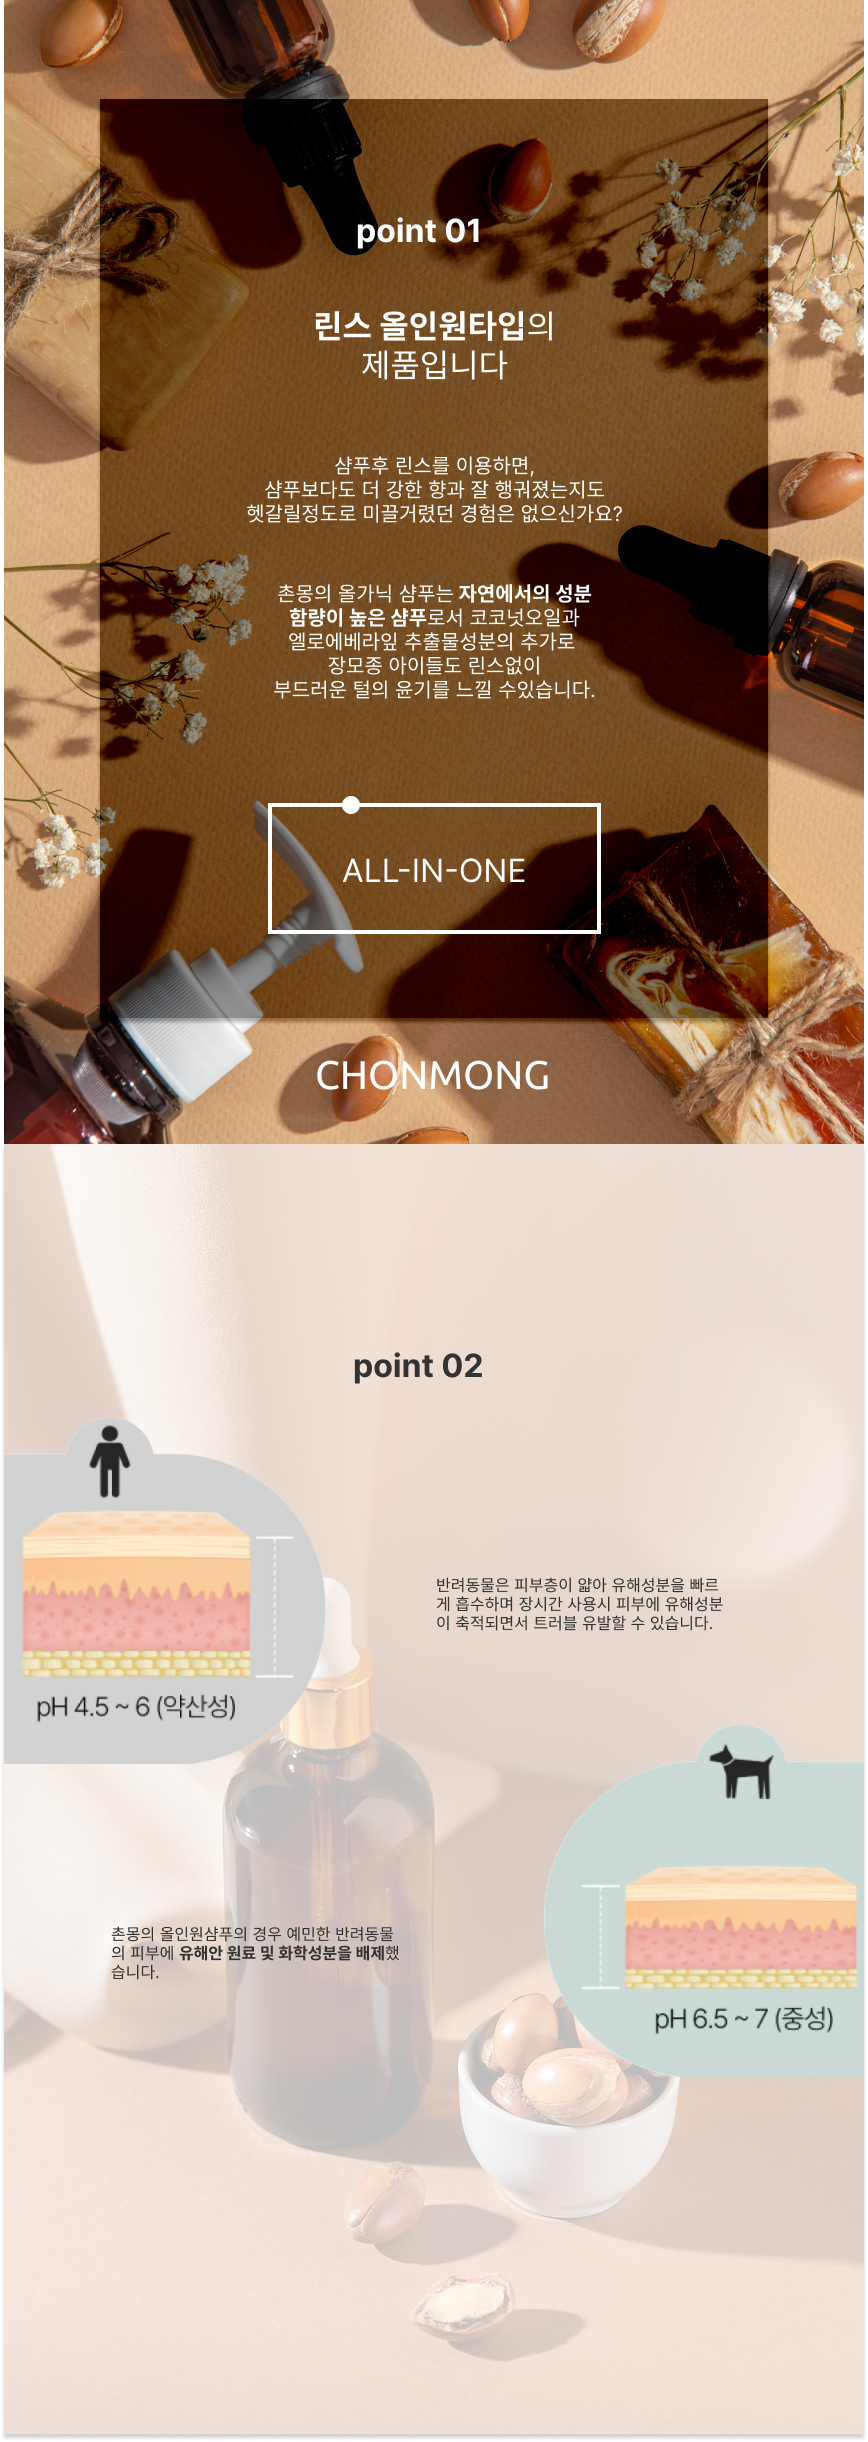 point 01
린스 올인원타입의
제품입니다
샴푸후 린스를 이용하면,
샴푸보다도 더 강한 향과 잘 행궈졌는지도
헷갈릴정도로 미끌거렸던 경험은 없으신가요?
촌몽의 올가닉 샴푸는 자연에서의 성분
함량이 높은 샴푸로서 코코넛오일과
엘로에베라잎 추출물성분의 추가로
장모종 아이들도 린스없이
부드러운 털의 윤기를 느낄 수있습니다.
ALL-IN-ONE
CHONMONG
point 02
반려동물은 피부층이 얇아 유해성분을 빠르
게 흡수하며 장시간 사용시 피부에 유해성분
이 축적되면서 트러블 유발할 수 있습니다.
pH 4.5 ~ 6 (약산성)
촌몽의 올인원샴푸의 경우 예민한 반려동물
의 피부에 유해안 원료 및 화학성분을 배제했
습니다.
pH 6.5 ~ 7 (중성)